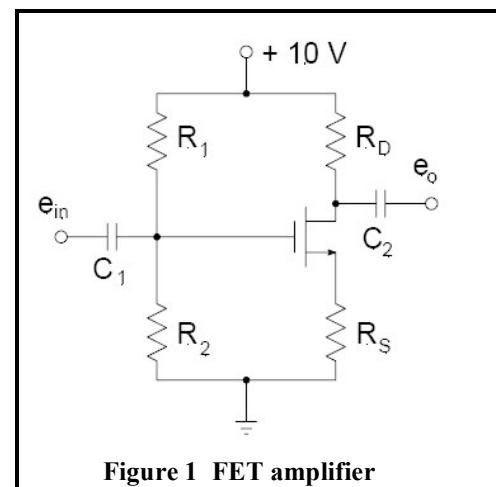 + 10 V
R1
RD
eo
ein
C1
C2
R2
RS
Figure 1 FET amplifier